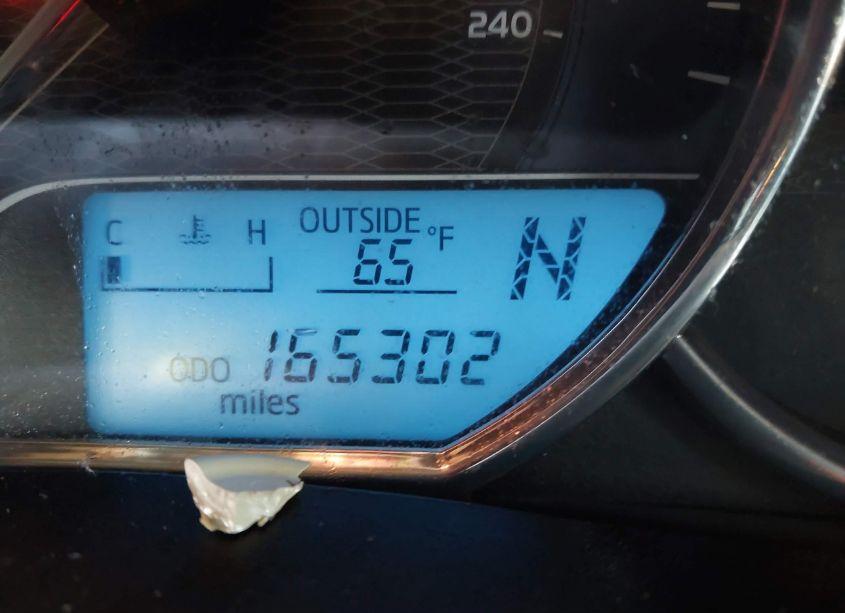 240
OUTSIDE
C H 65 °F N
ODO 165302
miles